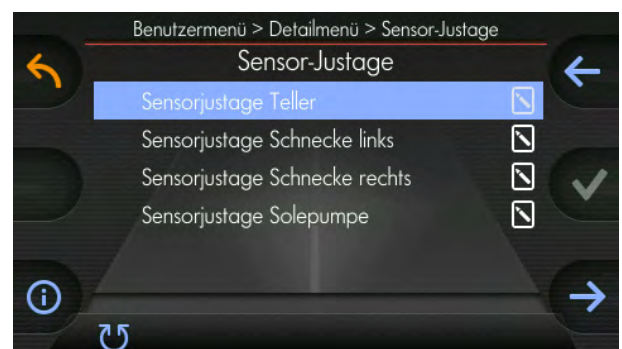 Benutzermenü > Detailmenü > Sensor-Justage
Sensor-Justage
Sensorjustage Teller
Sensorjustage Schnecke links
Sensorjustage Schnecke rechts
Sensorjustage Solepumpe